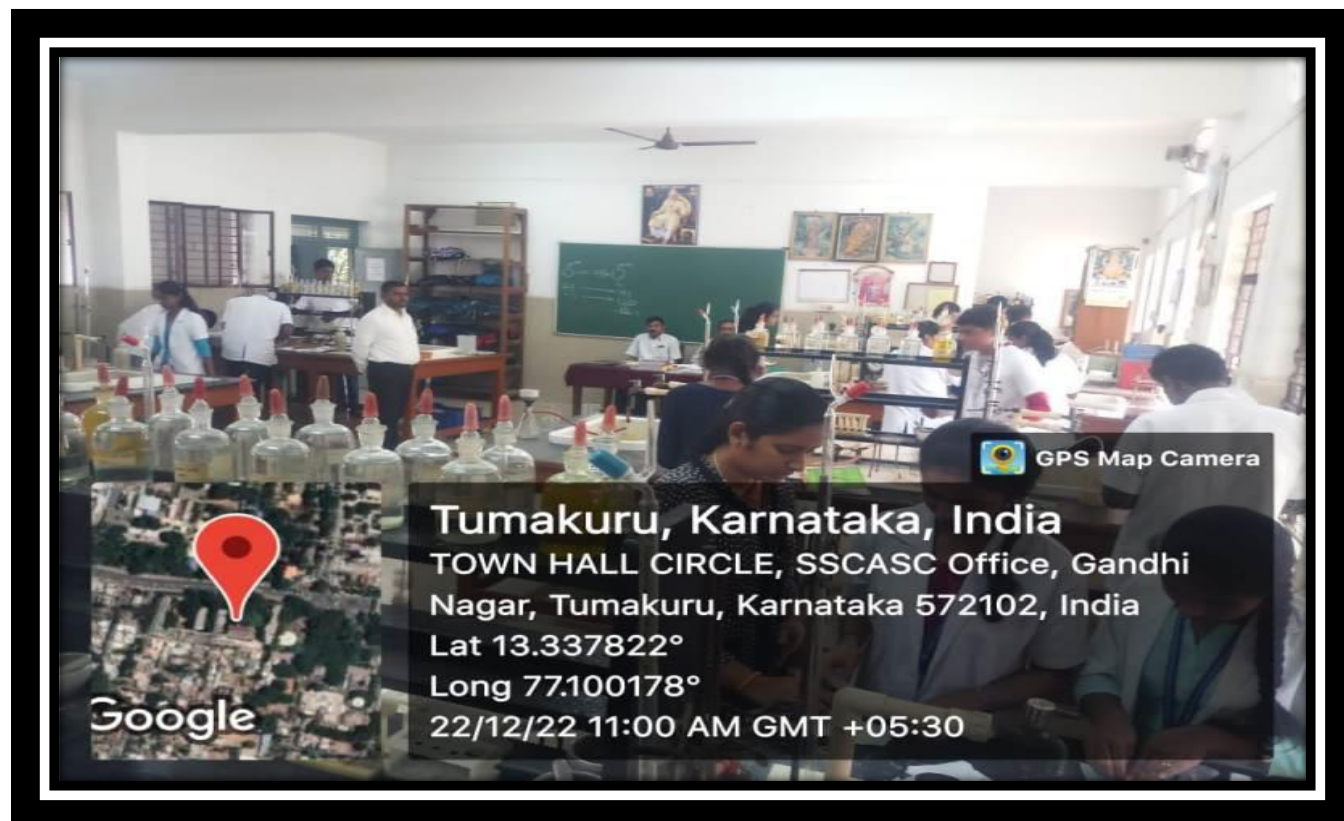 GPS Map Camera
Tumakuru, Karnataka, India
TOWN HALL CIRCLE, SSCASC Office, Gandhi
Nagar, Tumakuru, Karnataka 572102, India
Lat 13.337822°
Long 77.100178°
22/12/22 11:00 AM GMT +05:30
Google